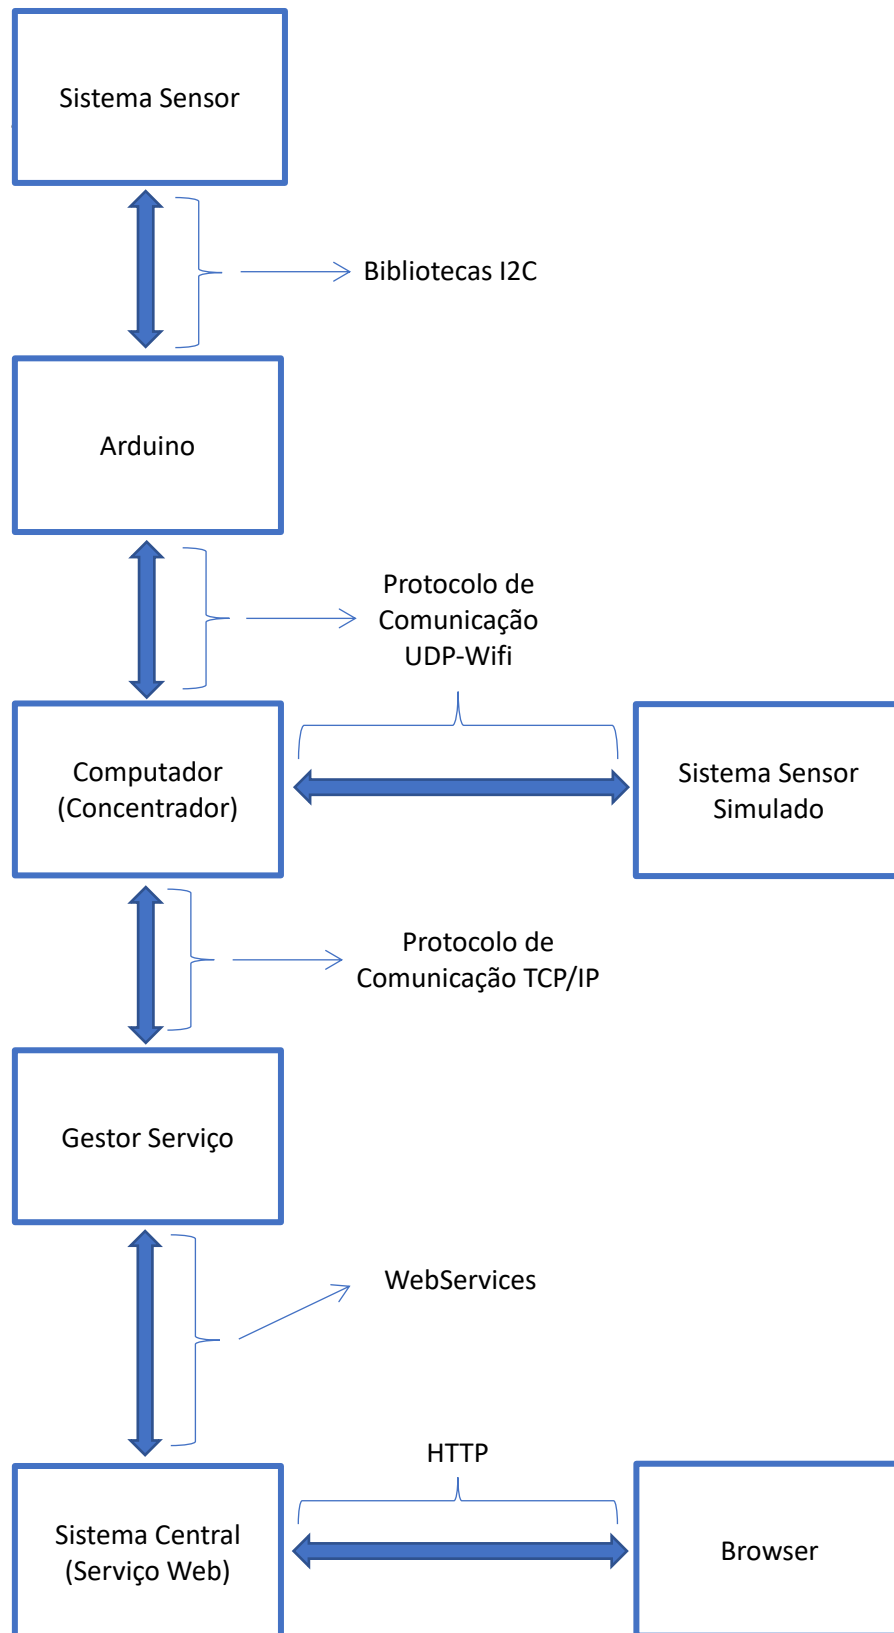 Sistema Sensor
Bibliotecas I2C
Arduino
Protocolo de
Comunicação
UDP-Wifi
Computador
(Concentrador)
Sistema Sensor
Simulado
Protocolo de
Comunicação TCP/IP
Gestor Serviço
WebServices
HTTP
Sistema Central
(Serviço Web)
Browser